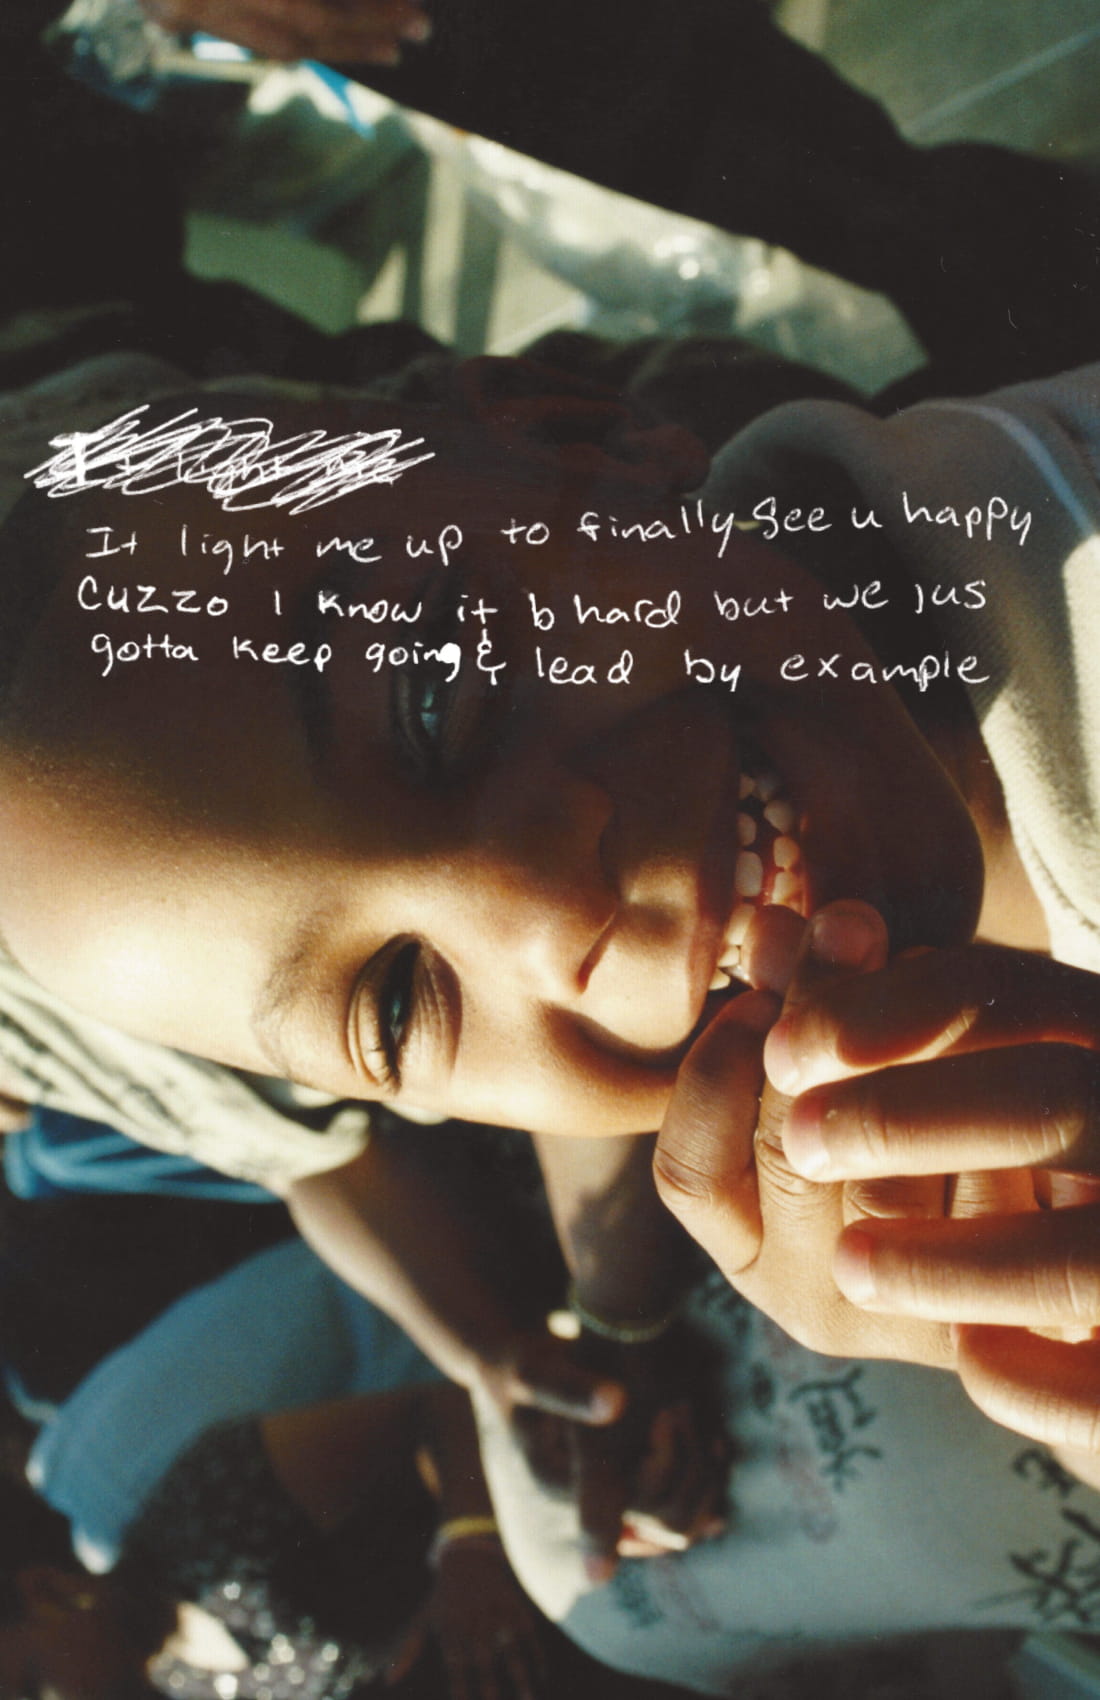 It light me up to finally see u happy
Cuzzo I know it b hard but we jus
gotta keep going & lead by example